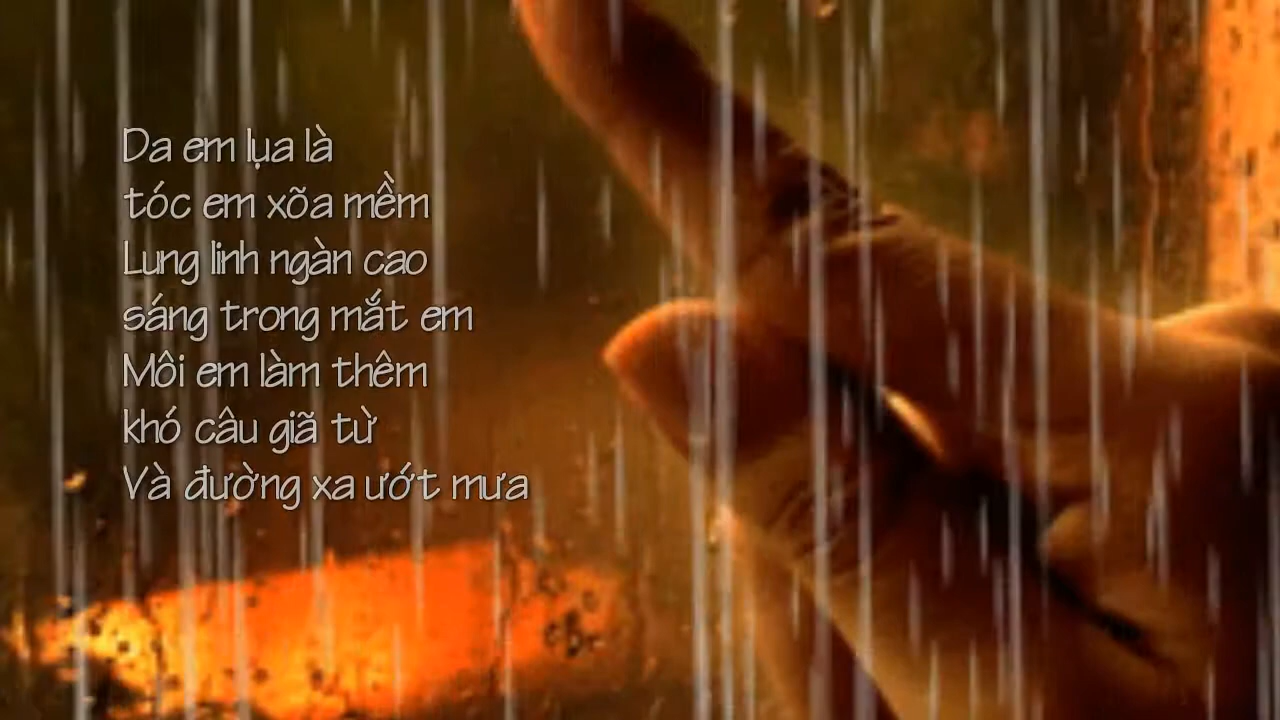 Da em lụa là
tóc em xõa mềm
Lung linh ngàn cao
sáng trong mắt em
Môi em làm thêm
khó câu giã từ
Và đường xa ướt mưa